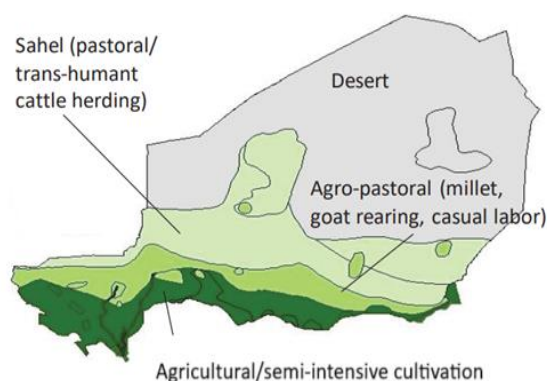 Sahel (pastoral/
trans-humant
cattle herding)
Desert
Agro-pastoral (millet,
goat rearing, casual labor)
Agricultural/semi-intensive cultivation